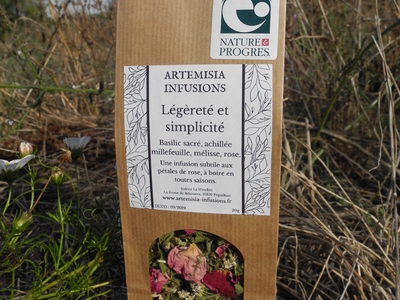 NATURE & PROGRES.
ARTEMISIA
INFUSIONS
Légèreté et
simplicité
Basilic sacré, achillée
millefeuille, mélisse, rose.
Une infusion subtile aux
pétales de rose, à boire en
toutes saisons.
www.artemisia-infusions.fr
20g